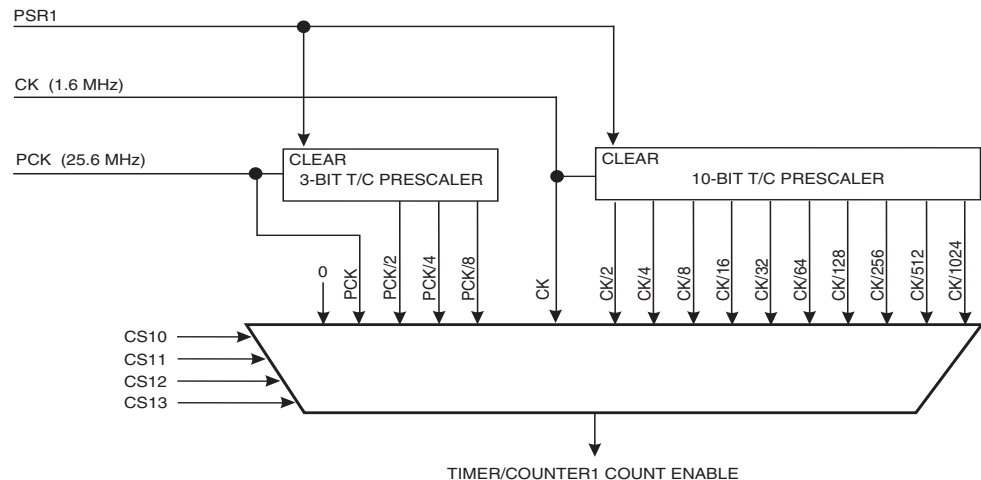 PSR1
CK (1.6 MHz)
PCK (25.6 MHz)
CLEAR
3-BIT T/C PRESCALER
CLEAR
10-BIT T/C PRESCALER
0
PCK
PCK/2
PCK/4
PCK/8
CK
CK/2
CK/4
CK/8
CK/16
CK/32
CK/64
CK/128
CK/256
CK/512
CK/1024
CS10
CS11
CS12
CS13
TIMER/COUNTER1 COUNT ENABLE